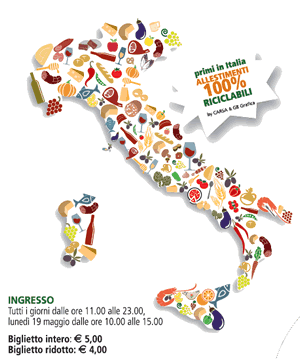 primi in Italia
ALLESTIMENTI
100%
RICICLABILI
by CARSA & GB Grafica
INGRESSO
Tutti i giorni dalle ore 11.00 alle 23.00,
lunedì 19 maggio dalle ore 10.00 alle 15.00
Biglietto intero: € 5,00
Biglietto ridotto: € 4,00